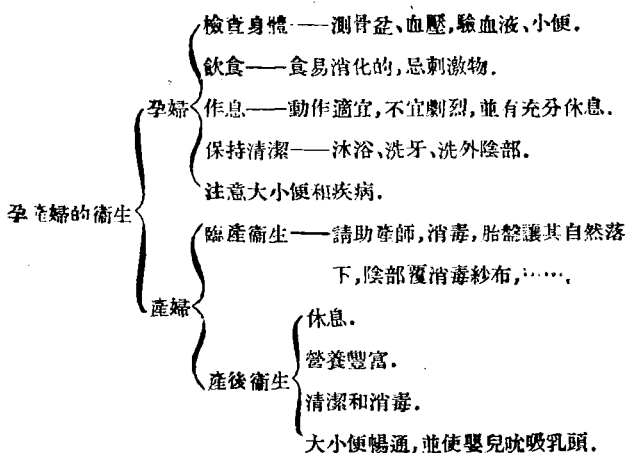 孕產婦的衞生
孕婦
檢查身體——測骨盆、血壓,驗血液、小便.
飲食——食易消化的,忌刺激物.
作息——動作適宜,不宜劇烈,並有充分休息.
保持清潔——沐浴、洗牙、洗外陰部.
注意大小便和疾病.
產婦
臨產衞生——請助產師,消毒,胎盤讓其自然落
下,陰部覆消毒紗布,…….
產後衞生
休息.
營養豐富.
清潔和消毒.
大小便暢通,並使嬰兒吮吸乳頭.